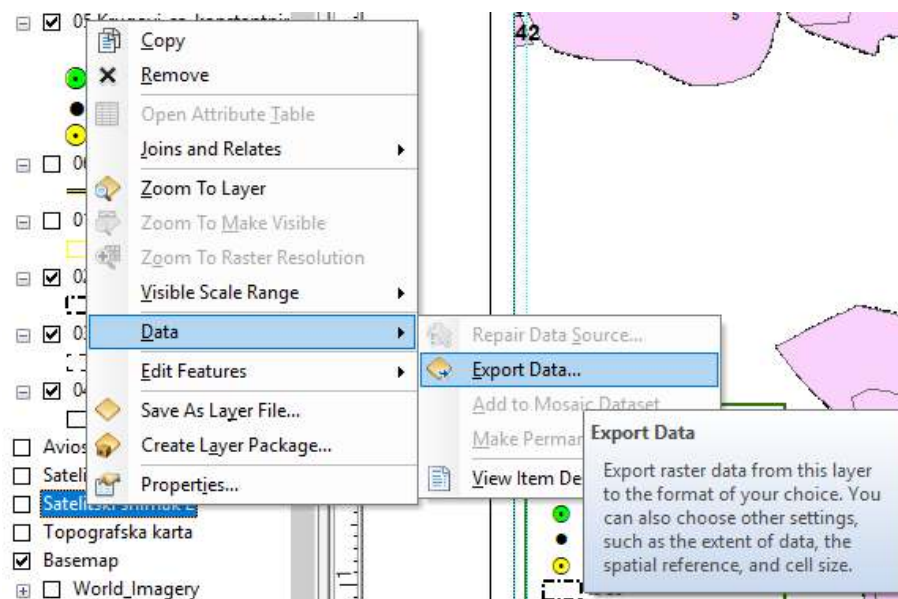 42
5
Copy
Remove
Open Attribute Table
Joins and Relates
06
Zoom To Layer
Zoom To Make Visible
Zoom To Raster Resolution
Visible Scale Range
Data
Edit Features
Save As Layer File...
Create Layer Package...
Properties...
Repair Data Source...
Export Data...
Add to Mosaic Dataset
View Item De
Export Data
Export raster data from this layer
to the format of your choice. You
can also choose other settings,
such as the extent of data, the
spatial reference, and cell size.
Topografska karta
Basemap
World_Imagery